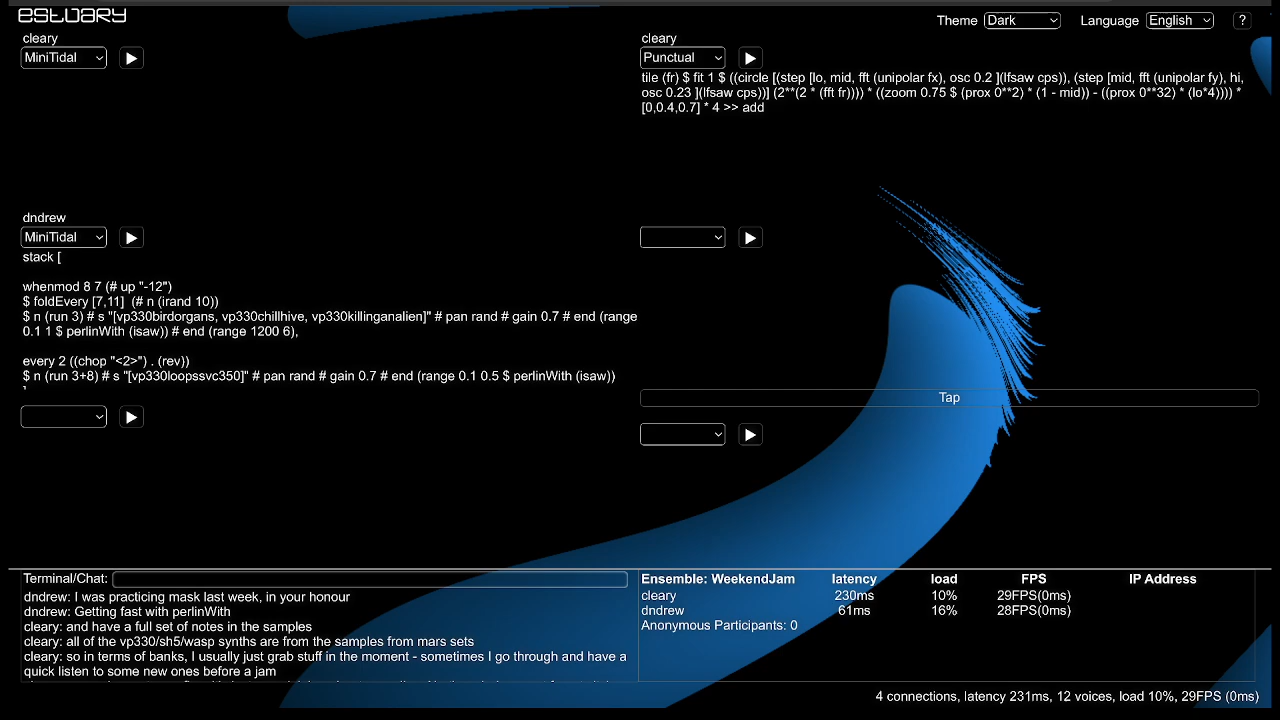 estuary
Theme Dark Language English ?
cleary
MiniTidal
cleary
Punctual
tile (fr) $ fit 1 $ ((circle [(step [lo, mid, fft (unipolar fx), osc 0.2 ](lfsaw cps)), (step [mid, fft (unipolar fy), hi,
osc 0.23 ](lfsaw cps))] (2**(2 * (fft fr)))) * ((zoom 0.75 $ (prox 0**2) * (1 - mid)) - ((prox 0**32) * (lo*4)))) *
[0,0.4,0.7] * 4 >> add
dndrew
MiniTidal
stack [
whenmod 8 7 (# up "-12")
$ foldEvery [7,11]  (# n (irand 10))
$ n (run 3) # s "[vp330birdorgans, vp330chillhive, vp330killinganalien]" # pan rand # gain 0.7 # end (range
0.1 1 $ perlinWith (isaw)) # end (range 1200 6),
every 2 ((chop "<2>") . (rev))
$ n (run 3+8) # s "[vp330loopssvc350]" # pan rand # gain 0.7 # end (range 0.1 0.5 $ perlinWith (isaw))
Tap
Terminal/Chat:
dndrew: I was practicing mask last week, in your honour
dndrew: Getting fast with perlinWith
cleary: and have a full set of notes in the samples
cleary: all of the vp330/sh5/wasp synths are from the samples from mars sets
cleary: so in terms of banks, I usually just grab stuff in the moment - sometimes I go through and have a
quick listen to some new ones before a jam
Ensemble: WeekendJam latency load FPS IP Address
cleary 230ms 10% 29FPS(0ms)
dndrew 61ms 16% 28FPS(0ms)
Anonymous Participants: 0
4 connections, latency 231ms, 12 voices, load 10%, 29FPS (0ms)